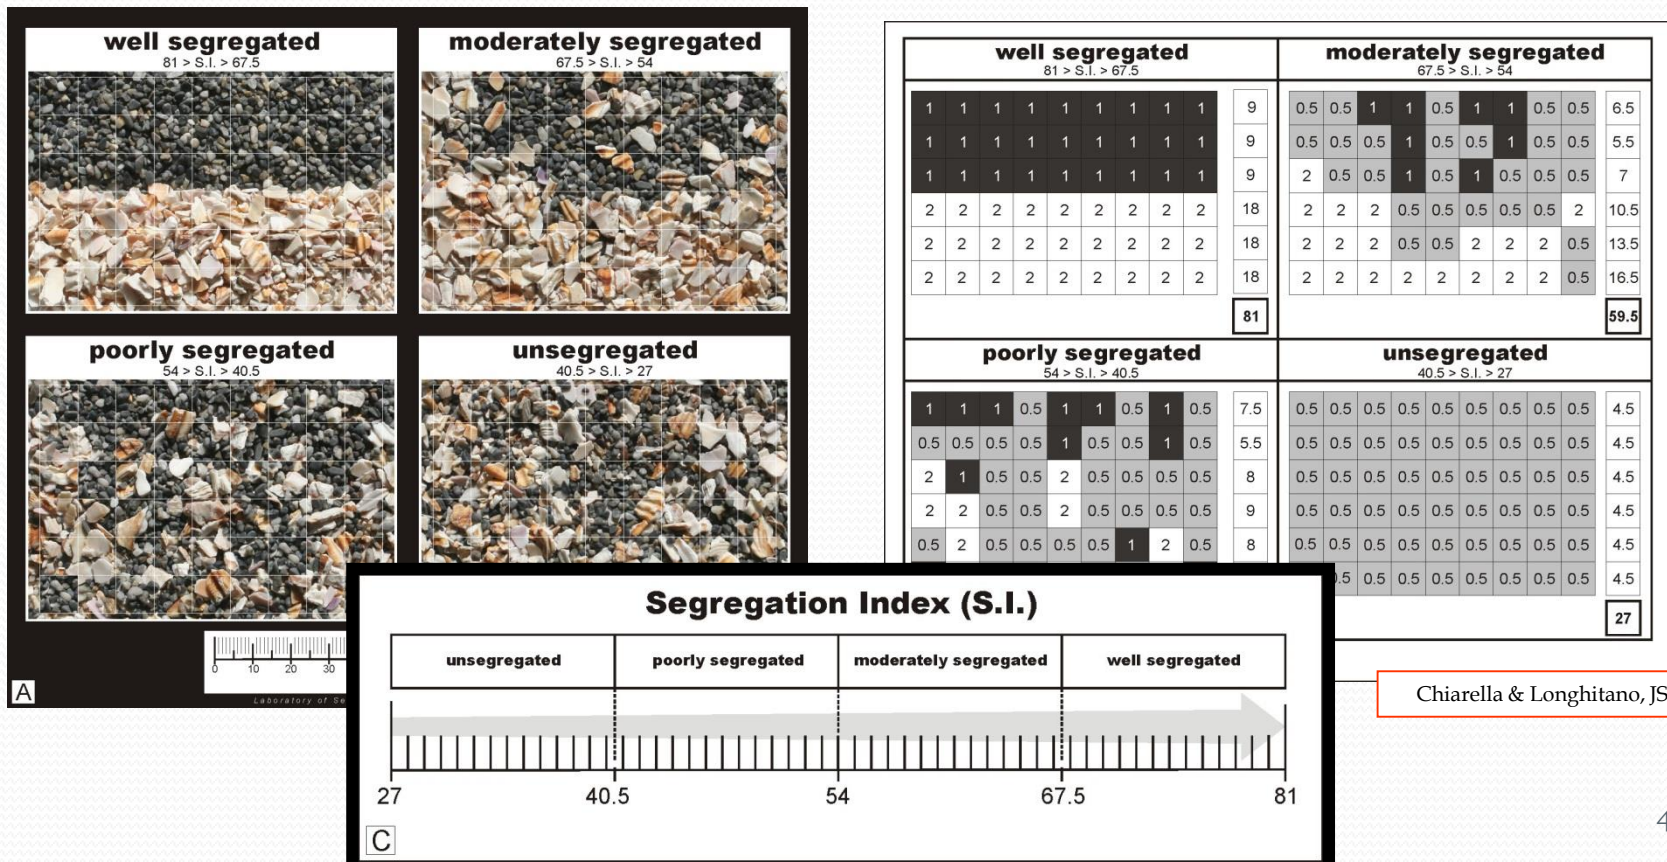 well segregated
81 > S.I. > 67.5
moderately segregated
67.5 > S.I. > 54
poorly segregated
54 > S.I. > 40.5
unsegregated
40.5 > S.I. > 27
0 10 20 30
Laboratory of
A
well segregated
81 > S.I. > 67.5
1 1 1 1 1 1 1 1 1 9
1 1 1 1 1 1 1 1 1 9
1 1 1 1 1 1 1 1 1 9
2 2 2 2 2 2 2 2 2 18
2 2 2 2 2 2 2 2 2 18
2 2 2 2 2 2 2 2 2 18
81
moderately segregated
67.5 > S.I. > 54
0.5 0.5 1 1 0.5 1 1 0.5 0.5 6.5
0.5 0.5 0.5 1 0.5 0.5 1 0.5 0.5 5.5
2 0.5 0.5 1 0.5 1 0.5 0.5 0.5 7
2 2 2 0.5 0.5 0.5 0.5 0.5 2 10.5
2 2 2 0.5 0.5 2 2 2 0.5 13.5
2 2 2 2 2 2 2 2 0.5 16.5
59.5
poorly segregated
54 > S.I. > 40.5
1 1 1 0.5 1 1 0.5 1 0.5 7.5
0.5 0.5 0.5 0.5 1 0.5 0.5 1 0.5 5.5
2 1 0.5 0.5 2 0.5 0.5 0.5 0.5 8
2 2 0.5 0.5 2 0.5 0.5 0.5 0.5 9
0.5 2 0.5 0.5 0.5 0.5 1 2 0.5 8
unsegregated
40.5 > S.I. > 27
0.5 0.5 0.5 0.5 0.5 0.5 0.5 0.5 0.5 4.5
0.5 0.5 0.5 0.5 0.5 0.5 0.5 0.5 0.5 4.5
0.5 0.5 0.5 0.5 0.5 0.5 0.5 0.5 0.5 4.5
0.5 0.5 0.5 0.5 0.5 0.5 0.5 0.5 0.5 4.5
0.5 0.5 0.5 0.5 0.5 0.5 0.5 0.5 0.5 4.5
.5 0.5 0.5 0.5 0.5 0.5 0.5 0.5 4.5
27
Segregation Index (S.I.)
unsegregated poorly segregated moderately segregated well segregated
27 40.5 54 67.5 81
C
Chiarella & Longhitano, JS
4